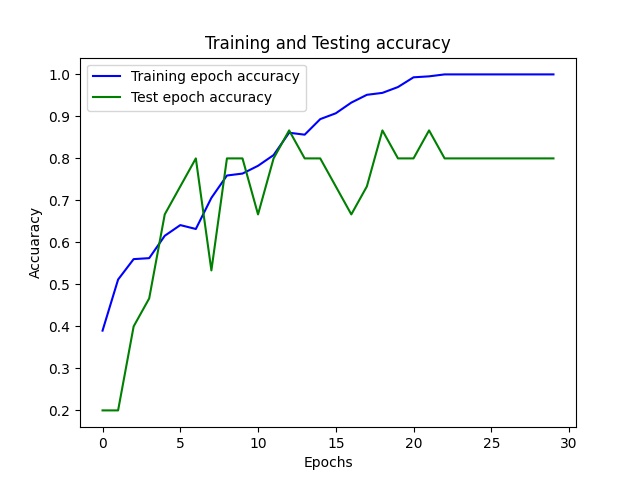 Training and Testing accuracy
Training epoch accuracy
Test epoch accuracy
1.0
0.9
0.8
0.7
0.6
0.5
0.4
0.3
0.2
Accuaracy
0 5 10 15 20 25 30
Epochs